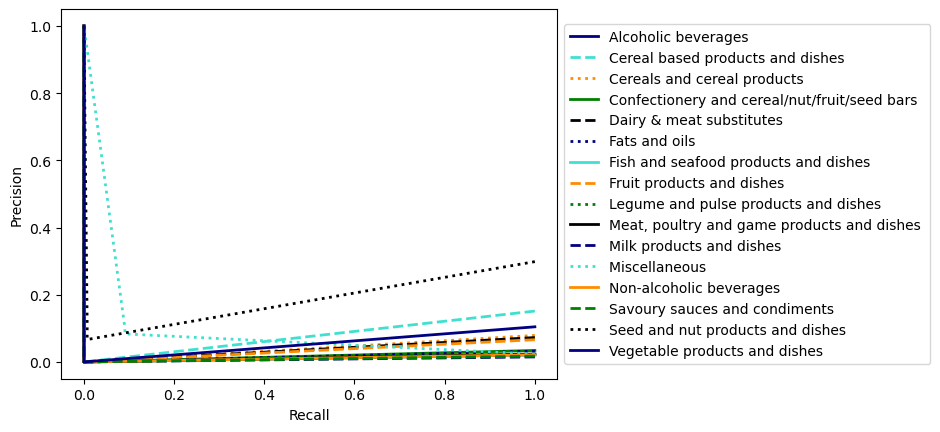 1.0
0.8
0.6
0.4
0.2
0.0
Precision
0.0 0.2 0.4 0.6 0.8 1.0
Recall
Alcoholic beverages
Cereal based products and dishes
Cereals and cereal products
Confectionery and cereal/nut/fruit/seed bars
Dairy & meat substitutes
Fats and oils
Fish and seafood products and dishes
Fruit products and dishes
Legume and pulse products and dishes
Meat, poultry and game products and dishes
Milk products and dishes
Miscellaneous
Non-alcoholic beverages
Savoury sauces and condiments
Seed and nut products and dishes
Vegetable products and dishes